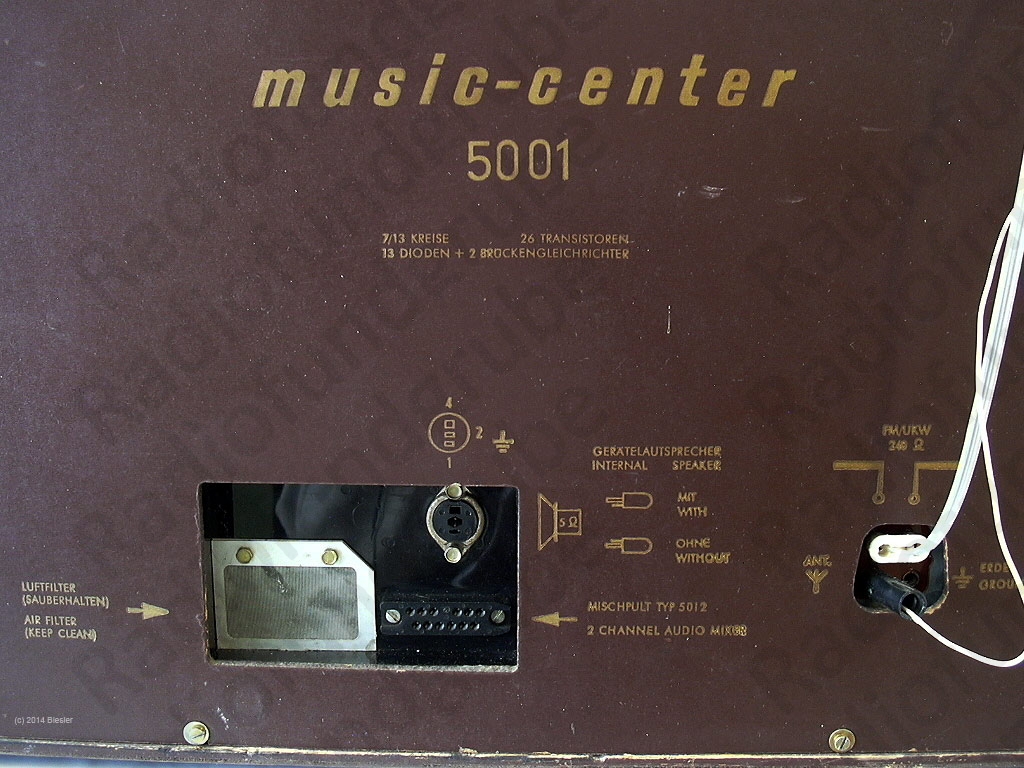 music-center
5001
7/13 KREISE 26 TRANSISTOREN
13 DIODEN + 2 BRÜCKENGLEICHRICHTER
4
2
1
FM/UKW
240 Ω
GERÄTELAUTSPRECHER
INTERNAL SPEAKER
5 Ω
MIT
WITH
OHNE
WITHOUT
ANT.
ERDE
GROU
LUFTFILTER
(SAUBERHALTEN)
AIR FILTER
(KEEP CLEAN!)
MISCHPULT TYP 5012
2 CHANNEL AUDIO MIXER
(c) 2014 Biesler
Radiorundfunk